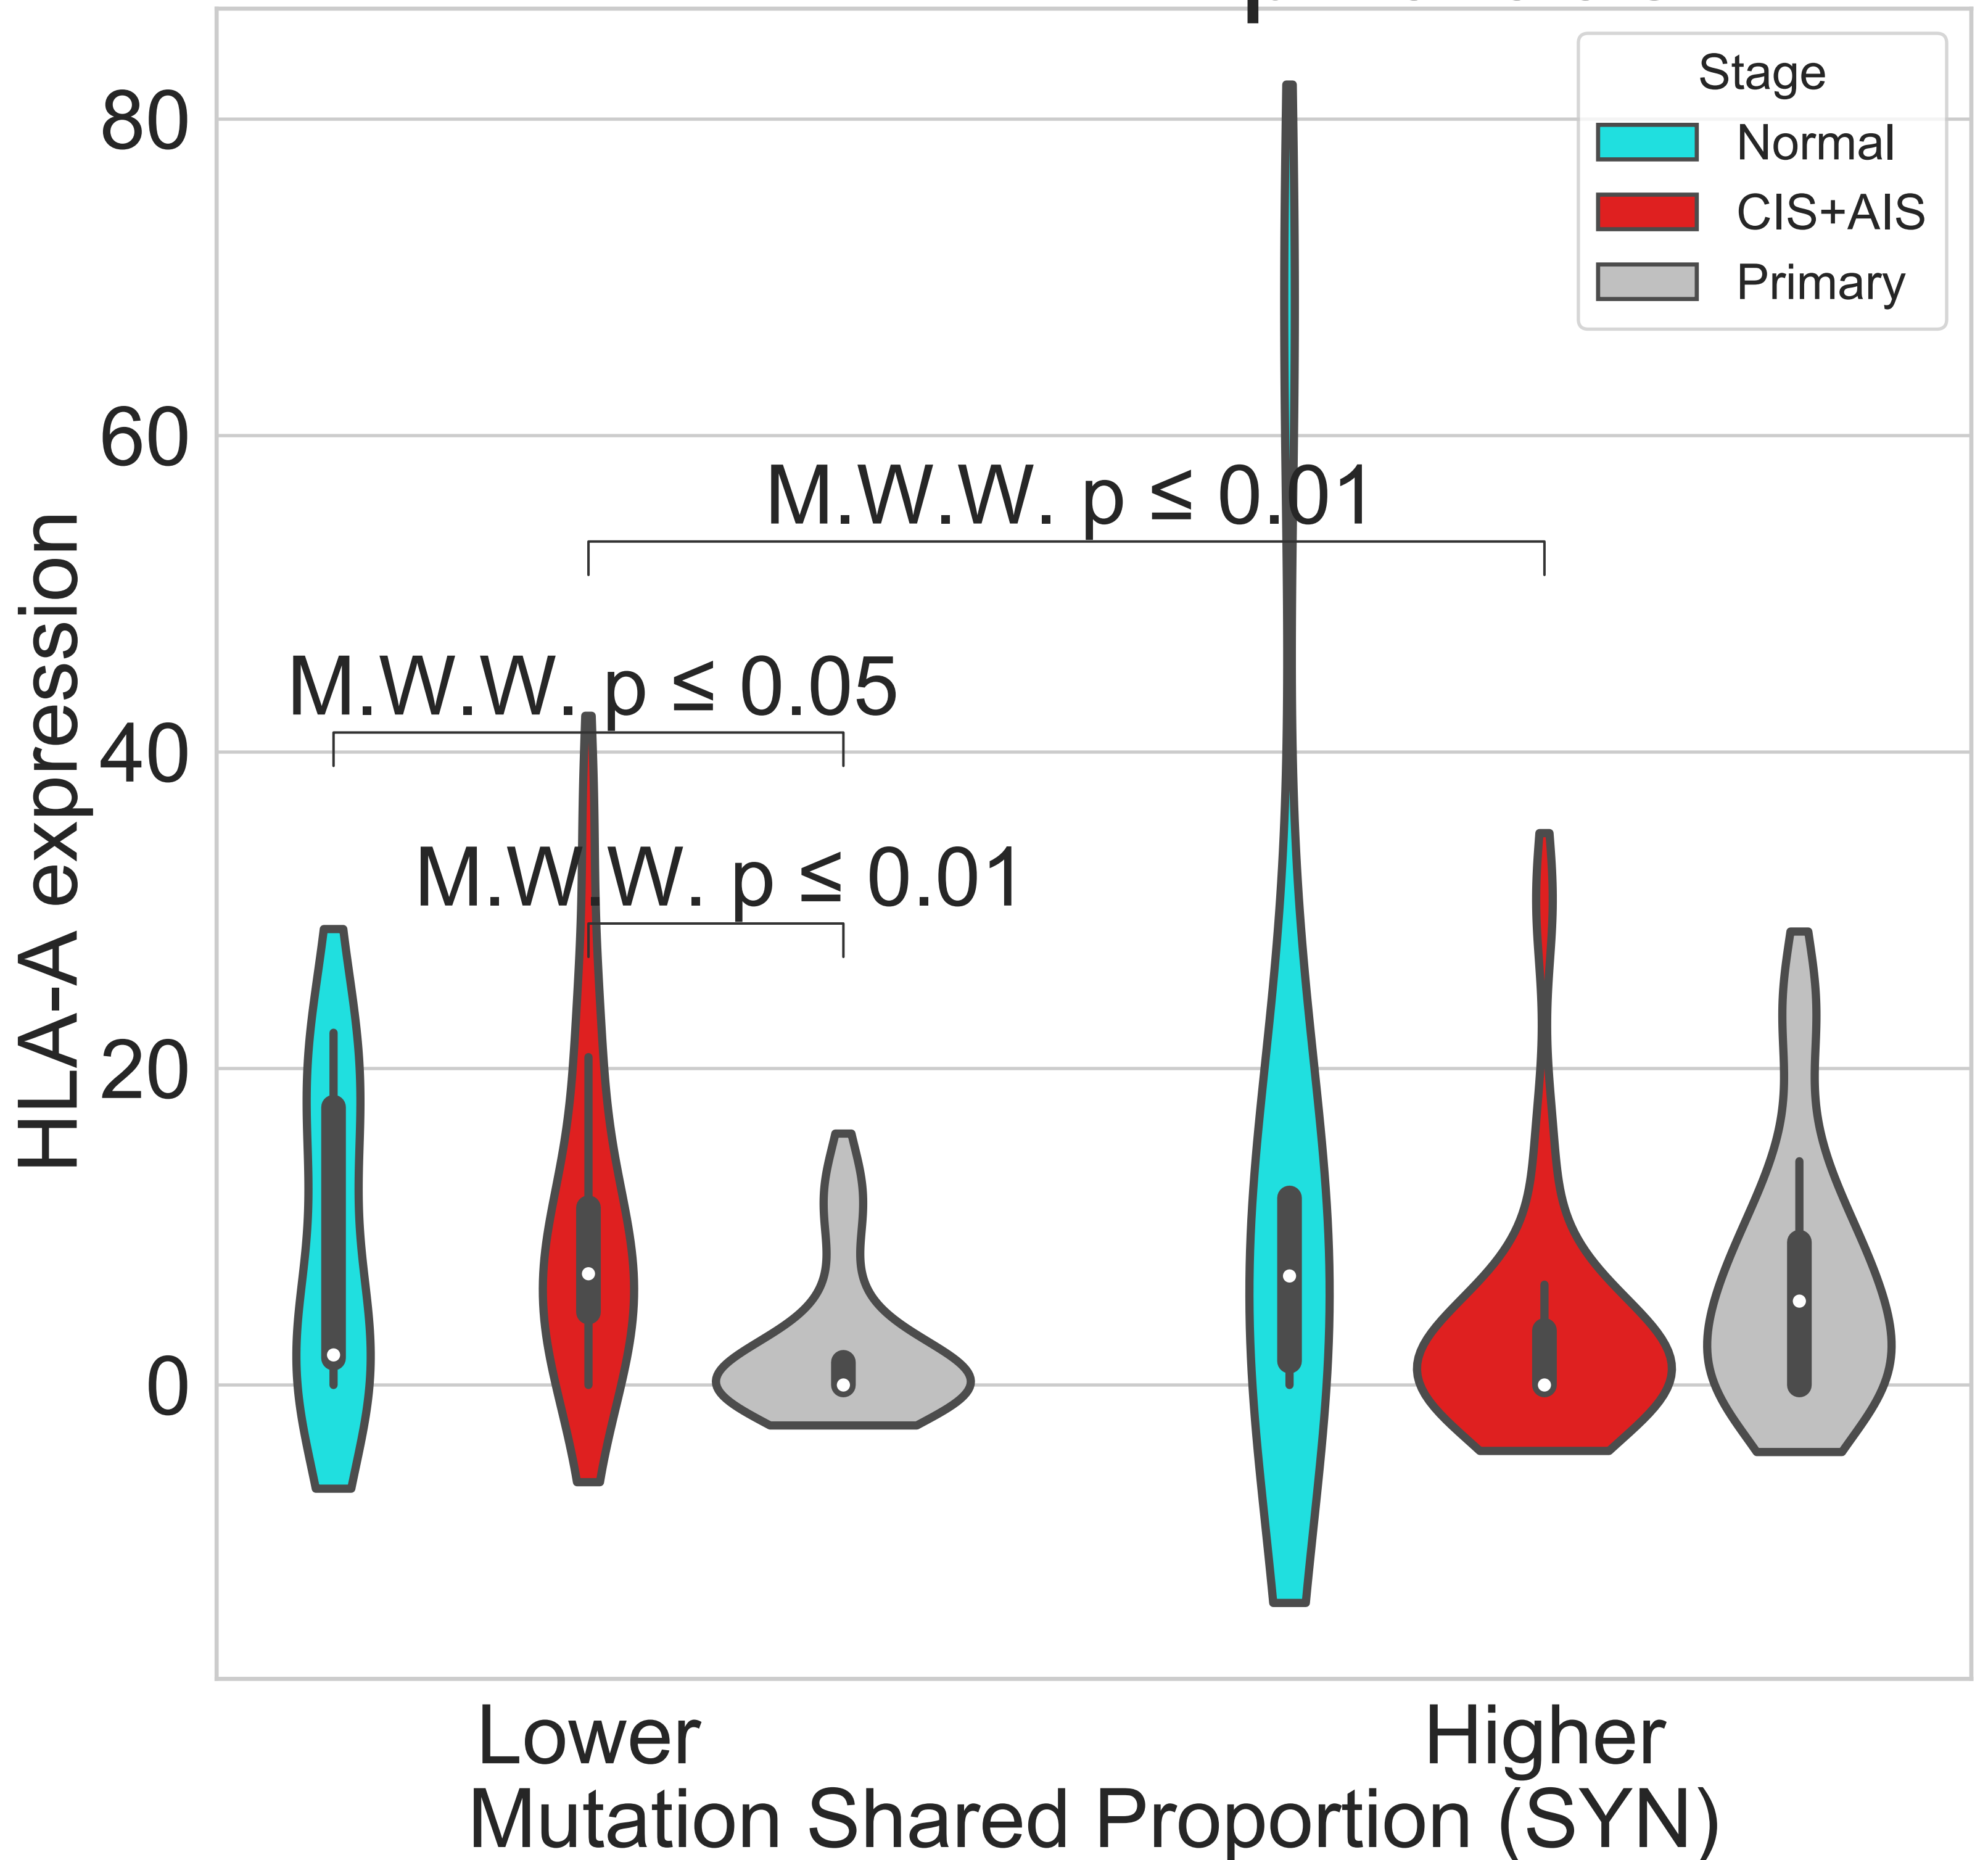 Stage
Normal
CIS+AIS
Primary
80
60
40
20
0
HLA-A expression
M.W.W. p ≤ 0.01
M.W.W. p ≤ 0.05
M.W.W. p ≤ 0.01
Lower
Higher
Mutation Shared Proportion (SYN)